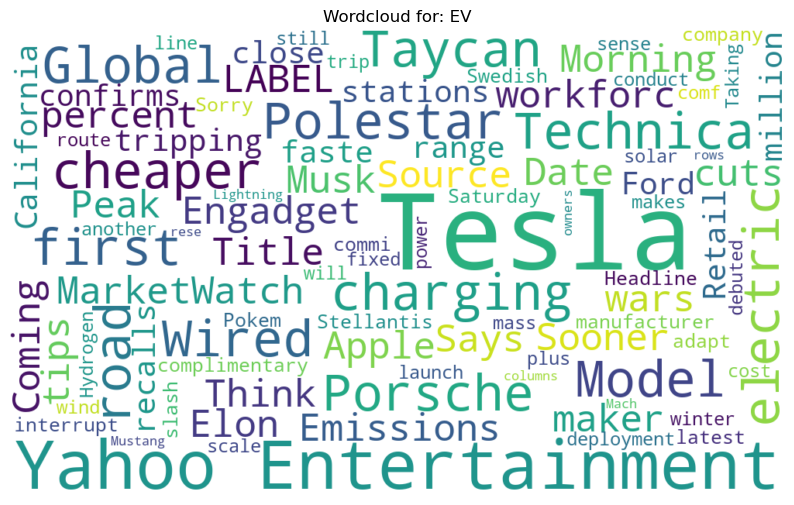 Wordcloud for: EV
line still Taycan Morning sense company
California Global close trip Swedish conduct Taking million
confirms LABEL stations workforc comf
percent Sorry Polestar Technica
route tripping faste range solar rows
cheaper Musk Source Date Ford cuts
Peak Engadget Lightning Saturday makes owners
another rese Tesla
first Title commi fixed power Retail electric
will Headline debuted
Coming MarketWatch charging wars
tips Hydrogen road recalls Wired Pokem Stellantis mass Says Sooner manufacturer
Apple plus adapt
complimentary launch columns Model cost
wind slash Think Porsche Mach
interrupt Elon Emissions maker winter
Mustang scale deployment latest
Yahoo Entertainment